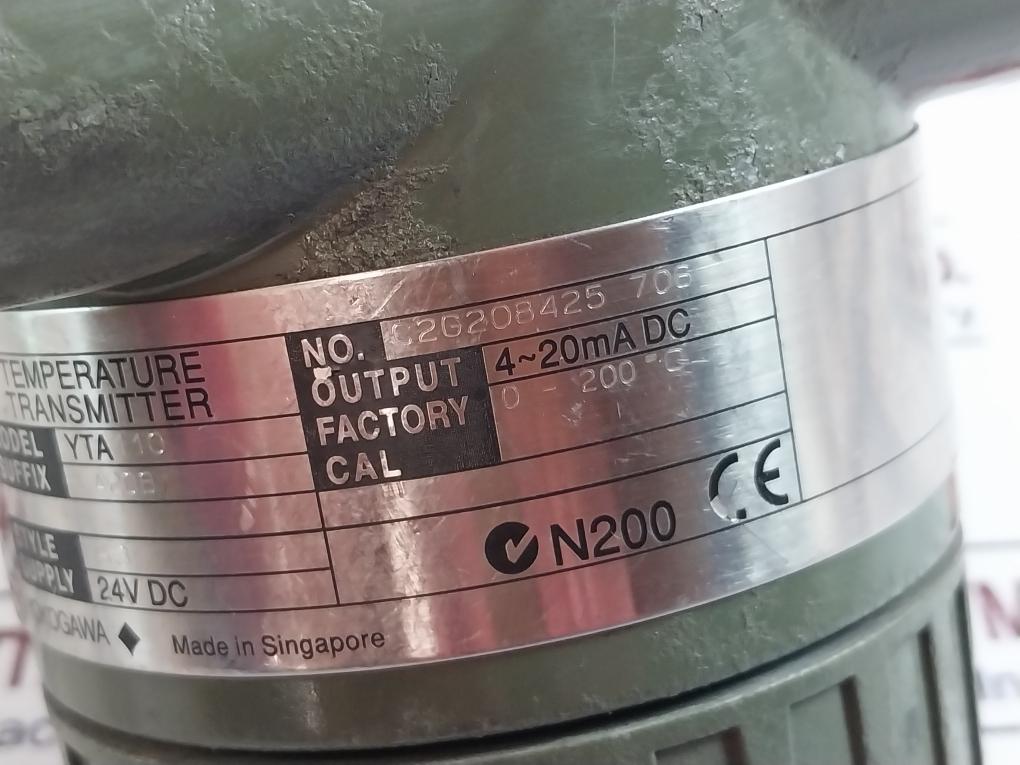 TEMPERATURE
TRANSMITTER
MODEL YTA
SUFFIX
STYLE
SUPPLY 24V DC
YOKOGAWA Made in Singapore
NO. C2G208425 706
OUTPUT 4~20mA DC
FACTORY 0 - 200 °C
CAL
N200 CE